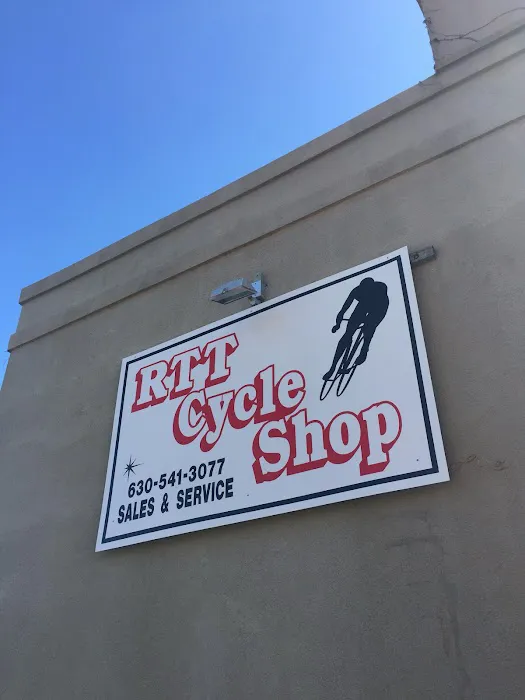 RTT
Cycle
Shop
630-541-3077
SALES & SERVICE